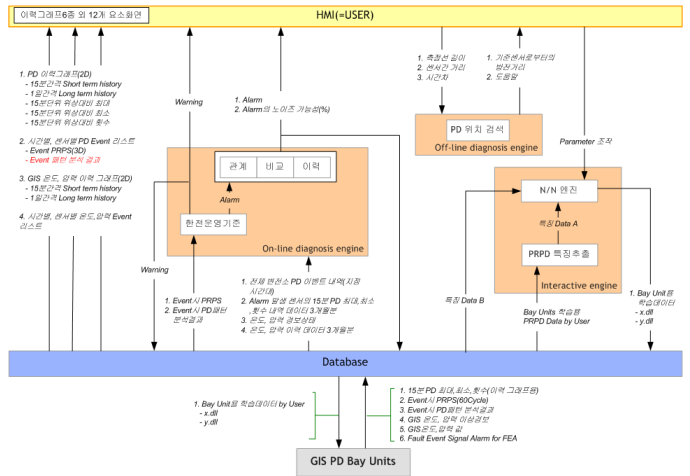 HMI(=USER)
이력그래프6종 외 12개 요소화면
1. PD 이력그래프(2D)
- 15분간격 Short term history
- 1일간격 Long term history
- 15분단위 위상대비 최대
- 15분단위 위상대비 최소
- 15분단위 위상대비 횟수
2. 시간별, 센서별 PD Event 리스트
- Event PRPS(3D)
- Event 패턴 분석 결과
3. GIS 온도, 압력 이력 그래프(2D)
- 15분간격 Short term history
- 1일간격 Long term history
4. 시간별, 센서별 온도,압력 Event
리스트
Warning
1. Alarm
2. Alarm의 노이즈 가능성(%)
1. 측정선 길이
2. 센서간 거리
3. 시간차
1. 기준센서로부터의
방전거리
2. 도움말
PD 위치 검색
Off-line diagnosis engine
Parameter 조작
관계
비교
이력
Alarm
한전운영기준
On-line diagnosis engine
N/N 엔진
특징 Data A
PRPD 특징추출
Interactive engine
Warning
1. Event시 PRPS
2. Event시 PD패턴
분석결과
1. 전체 변전소 PD 이벤트 내역(지정
시간대)
2. Alarm 발생 센서의 15분 PD 최대,최소
,횟수 내역 데이터 3개월분
3. 온도, 압력 경보상태
4. 온도, 압력 이력 데이터 3개월분
특징 Data B
Bay Units 학습용
PRPD Data by User
1. Bay Unit용
학습데이터
- x.dll
- y.dll
Database
1. Bay Unit용 학습데이터 by User
- x.dll
- y.dll
1. 15분 PD 최대,최소,횟수(이력 그래프용)
2. Event시 PRPS(60Cycle)
3. Event시 PD패턴 분석결과
4. GIS 온도, 압력 이상경보
5. GIS온도,압력 값
6. Fault Event Signal Alarm for FEA
GIS PD Bay Units